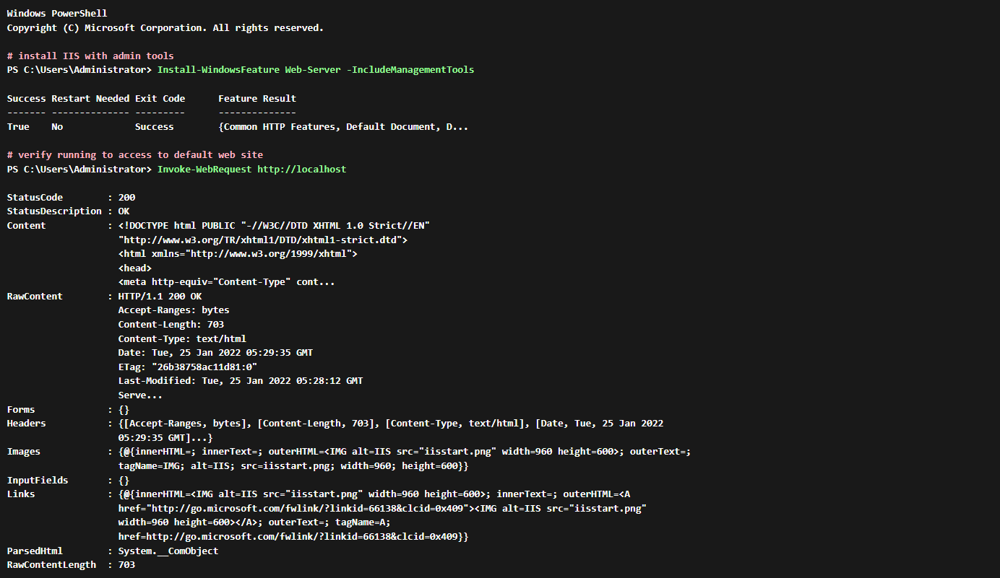 Windows PowerShell
Copyright (C) Microsoft Corporation. All rights reserved.

# install IIS with admin tools
PS C:\Users\Administrator> Install-WindowsFeature Web-Server -IncludeManagementTools

Success Restart Needed Exit Code      Feature Result
------- -------------- ---------      --------------
True    No             Success        {Common HTTP Features, Default Document, D...

# verify running to access to default web site
PS C:\Users\Administrator> Invoke-WebRequest http://localhost

StatusCode        : 200
StatusDescription : OK
Content           : <!DOCTYPE html PUBLIC "-//W3C//DTD XHTML 1.0 Strict//EN"
                    "http://www.w3.org/TR/xhtml1/DTD/xhtml1-strict.dtd">
                    <html xmlns="http://www.w3.org/1999/xhtml">
                    <head>
                    <meta http-equiv="Content-Type" cont...
RawContent        : HTTP/1.1 200 OK
                    Accept-Ranges: bytes
                    Content-Length: 703
                    Content-Type: text/html
                    Date: Tue, 25 Jan 2022 05:29:35 GMT
                    ETag: "26b38758ac11d81:0"
                    Last-Modified: Tue, 25 Jan 2022 05:28:12 GMT
                    Serve...
Forms             : {}
Headers           : {[Accept-Ranges, bytes], [Content-Length, 703], [Content-Type, text/html], [Date, Tue, 25 Jan 2022
                    05:29:35 GMT]...}
Images            : {@{innerHTML=; innerText=; outerHTML=<IMG alt=IIS src="iisstart.png" width=960 height=600>; outerText=;
                    tagName=IMG; alt=IIS; src=iisstart.png; width=960; height=600}}
InputFields       : {}
Links             : {@{innerHTML=<IMG alt=IIS src="iisstart.png" width=960 height=600>; innerText=; outerHTML=<A
                    href="http://go.microsoft.com/fwlink/?linkid=66138&clcid=0x409"><IMG alt=IIS src="iisstart.png"
                    width=960 height=600></A>; outerText=; tagName=A;
                    href=http://go.microsoft.com/fwlink/?linkid=66138&clcid=0x409}}
ParsedHtml        : System.__ComObject
RawContentLength  : 703